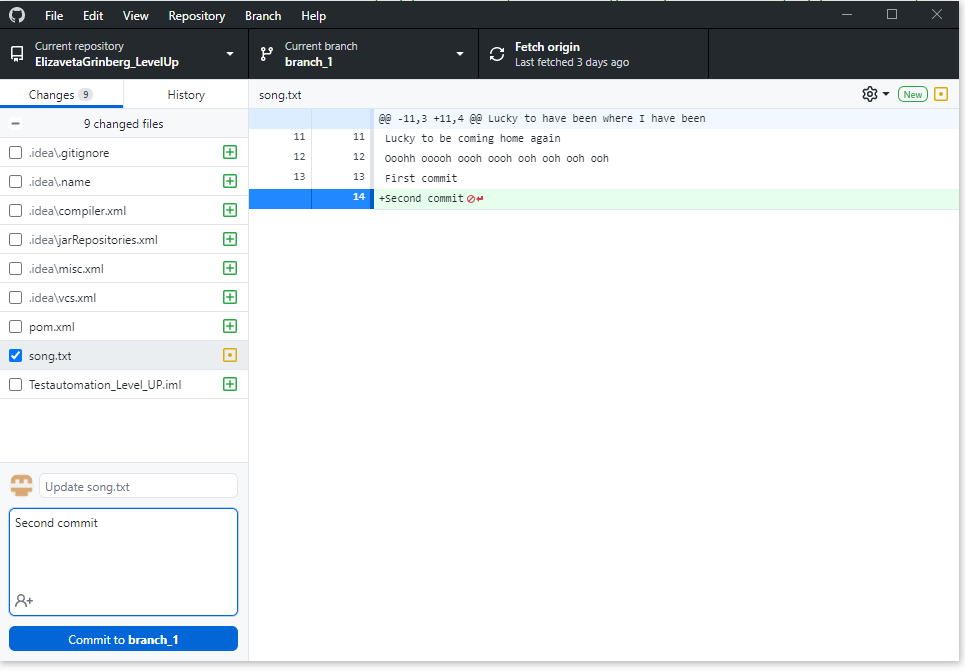 File Edit View Repository Branch Help
Current repository
ElizavetaGrinberg_LevelUp
Current branch
branch_1
Fetch origin
Last fetched 3 days ago
Changes 9 History
9 changed files
.idea\.gitignore
.idea\.name
.idea\compiler.xml
.idea\jarRepositories.xml
.idea\misc.xml
.idea\vcs.xml
pom.xml
song.txt
Testautomation_Level_UP.iml
Update song.txt
Second commit
Commit to branch_1
song.txt New
@@ -11,3 +11,4 @@ Lucky to have been where I have been
11 11 Lucky to be coming home again
12 12 Ooohh ooooh oooh oooh ooh ooh ooh ooh
13 13 First commit
14 +Second commit